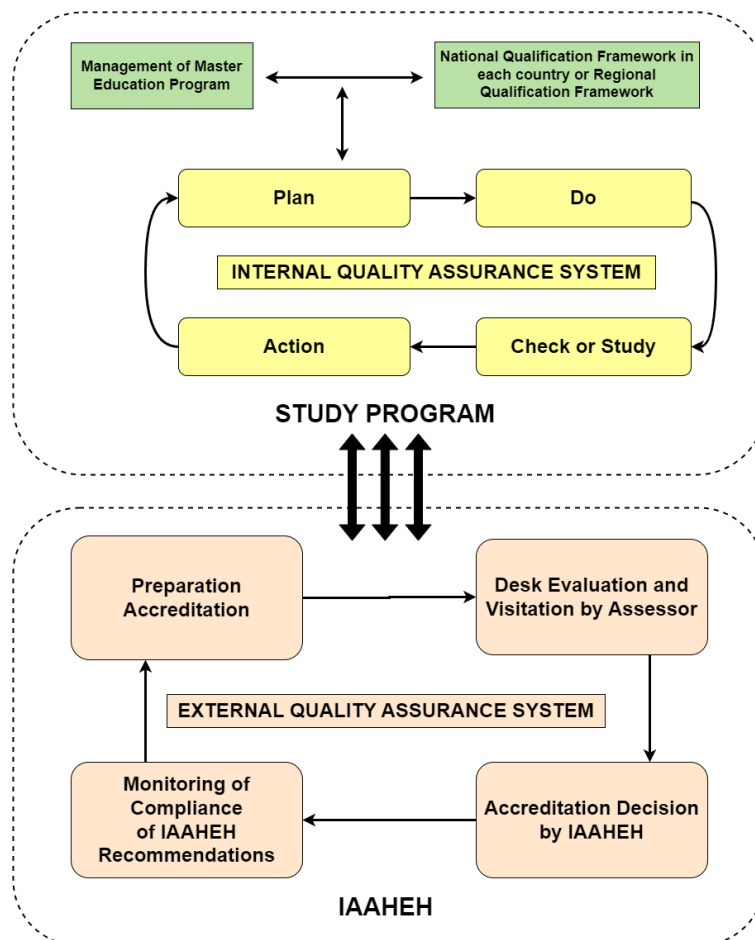 Management of Master
Education Program
National Qualification Framework in
each country or Regional
Qualification Framework
Plan
Do
INTERNAL QUALITY ASSURANCE SYSTEM
Action
Check or Study
STUDY PROGRAM
Preparation
Accreditation
Desk Evaluation and
Visitation by Assessor
EXTERNAL QUALITY ASSURANCE SYSTEM
Monitoring of
Compliance
of IAAHEH
Recommendations
Accreditation Decision
by IAAHEH
IAAHEH